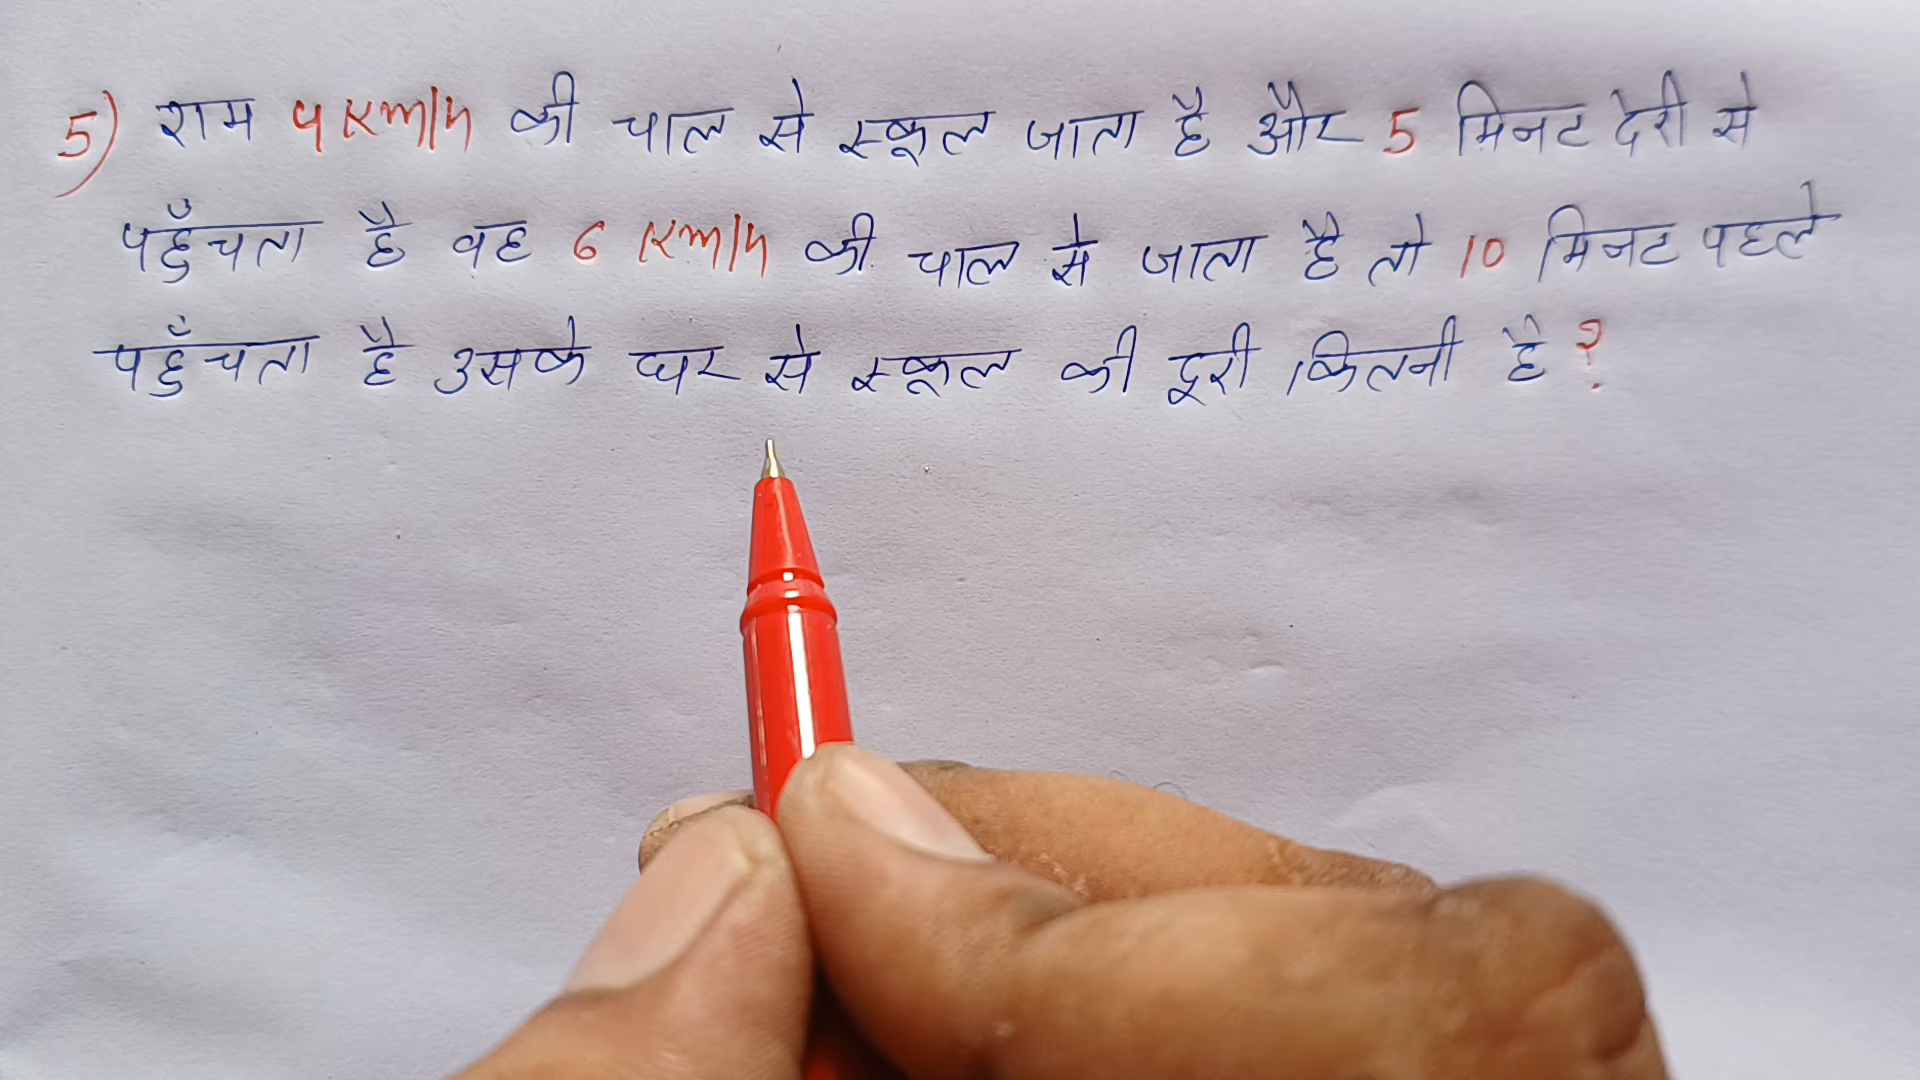 5) राम 4 Km/h की चाल से स्कूल जाता है और 5 मिनट देरी से
पहुँचता है वह 6 Km/h की चाल से जाता है तो 10 मिनट पहले
पहुँचता है उसके घर से स्कूल की दूरी कितनी है ?